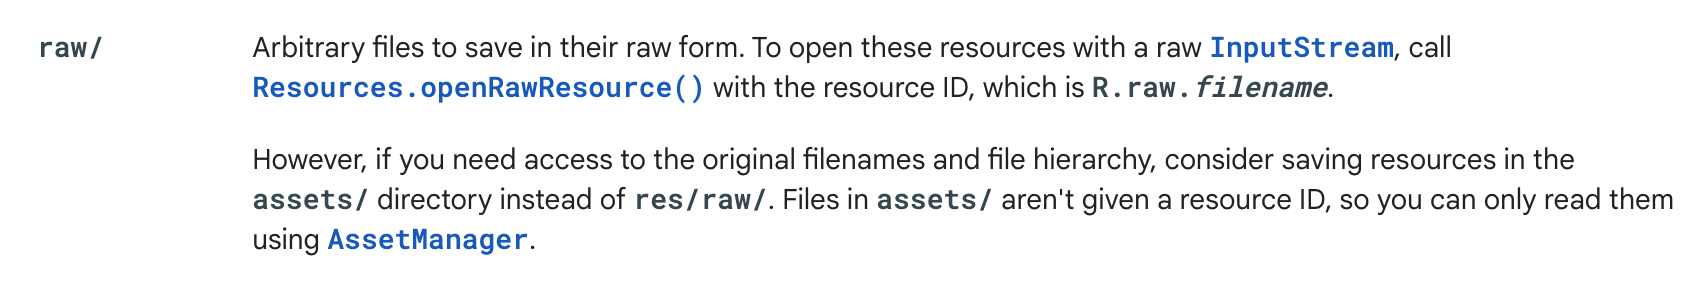 raw/
Arbitrary files to save in their raw form. To open these resources with a raw InputStream, call
Resources.openRawResource() with the resource ID, which is R.raw.filename.
However, if you need access to the original filenames and file hierarchy, consider saving resources in the
assets/ directory instead of res/raw/. Files in assets/ aren't given a resource ID, so you can only read them
using AssetManager.